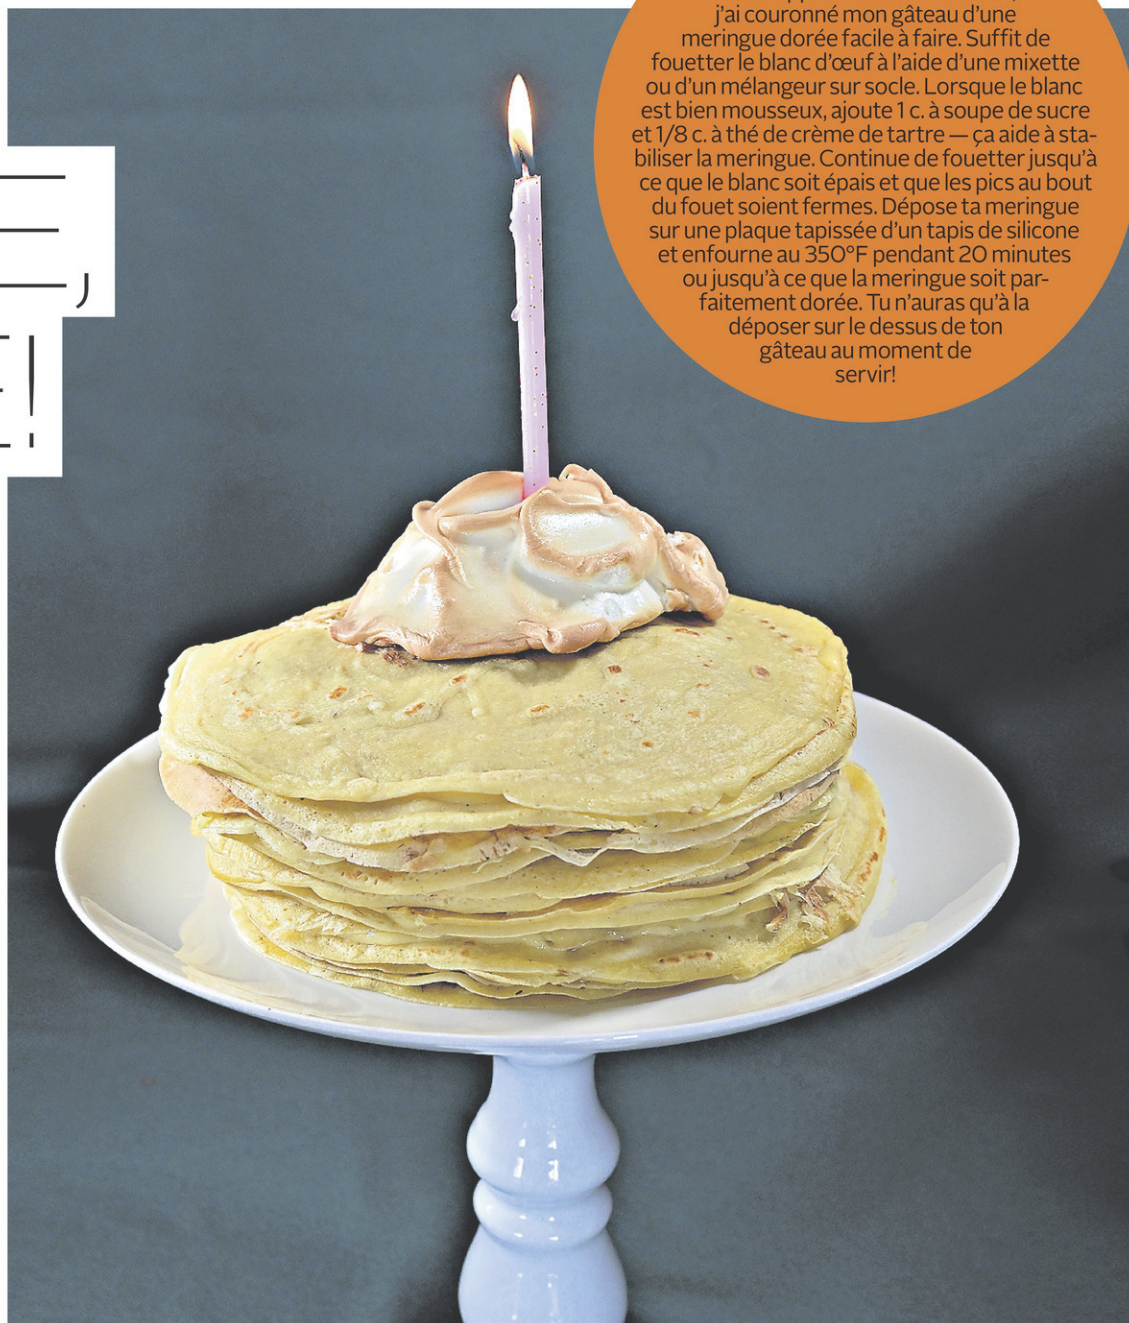 j'ai couronné mon gâteau d'une
meringue dorée facile à faire. Suffit de
fouetter le blanc d'œuf à l'aide d'une mixette
ou d'un mélangeur sur socle. Lorsque le blanc
est bien mousseux, ajoute 1 c. à soupe de sucre
et 1/8 c. à thé de crème de tartre — ça aide à sta-
biliser la meringue. Continue de fouetter jusqu'à
ce que le blanc soit épais et que les pics au bout
du fouet soient fermes. Dépose ta meringue
sur une plaque tapissée d'un tapis de silicone
et enfourne au 350°F pendant 20 minutes
ou jusqu'à ce que la meringue soit par-
faitement dorée. Tu n'auras qu'à la
déposer sur le dessus de ton
gâteau au moment de
servir!